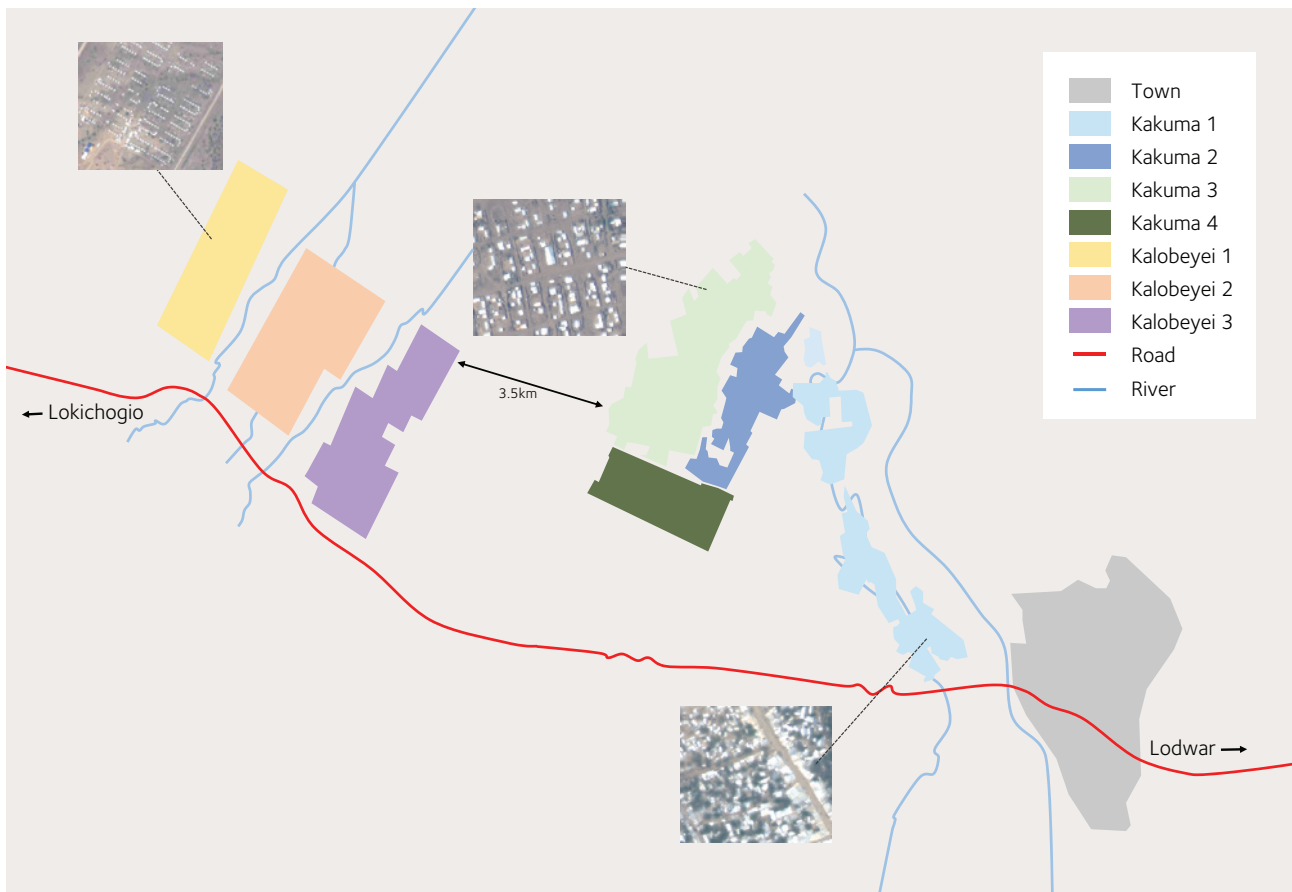 Town
Kakuma 1
Kakuma 2
Kakuma 3
Kakuma 4
Kalobeyei 1
Kalobeyei 2
Kalobeyei 3
Road
River
3.5km
Lokichogio
Lodwar